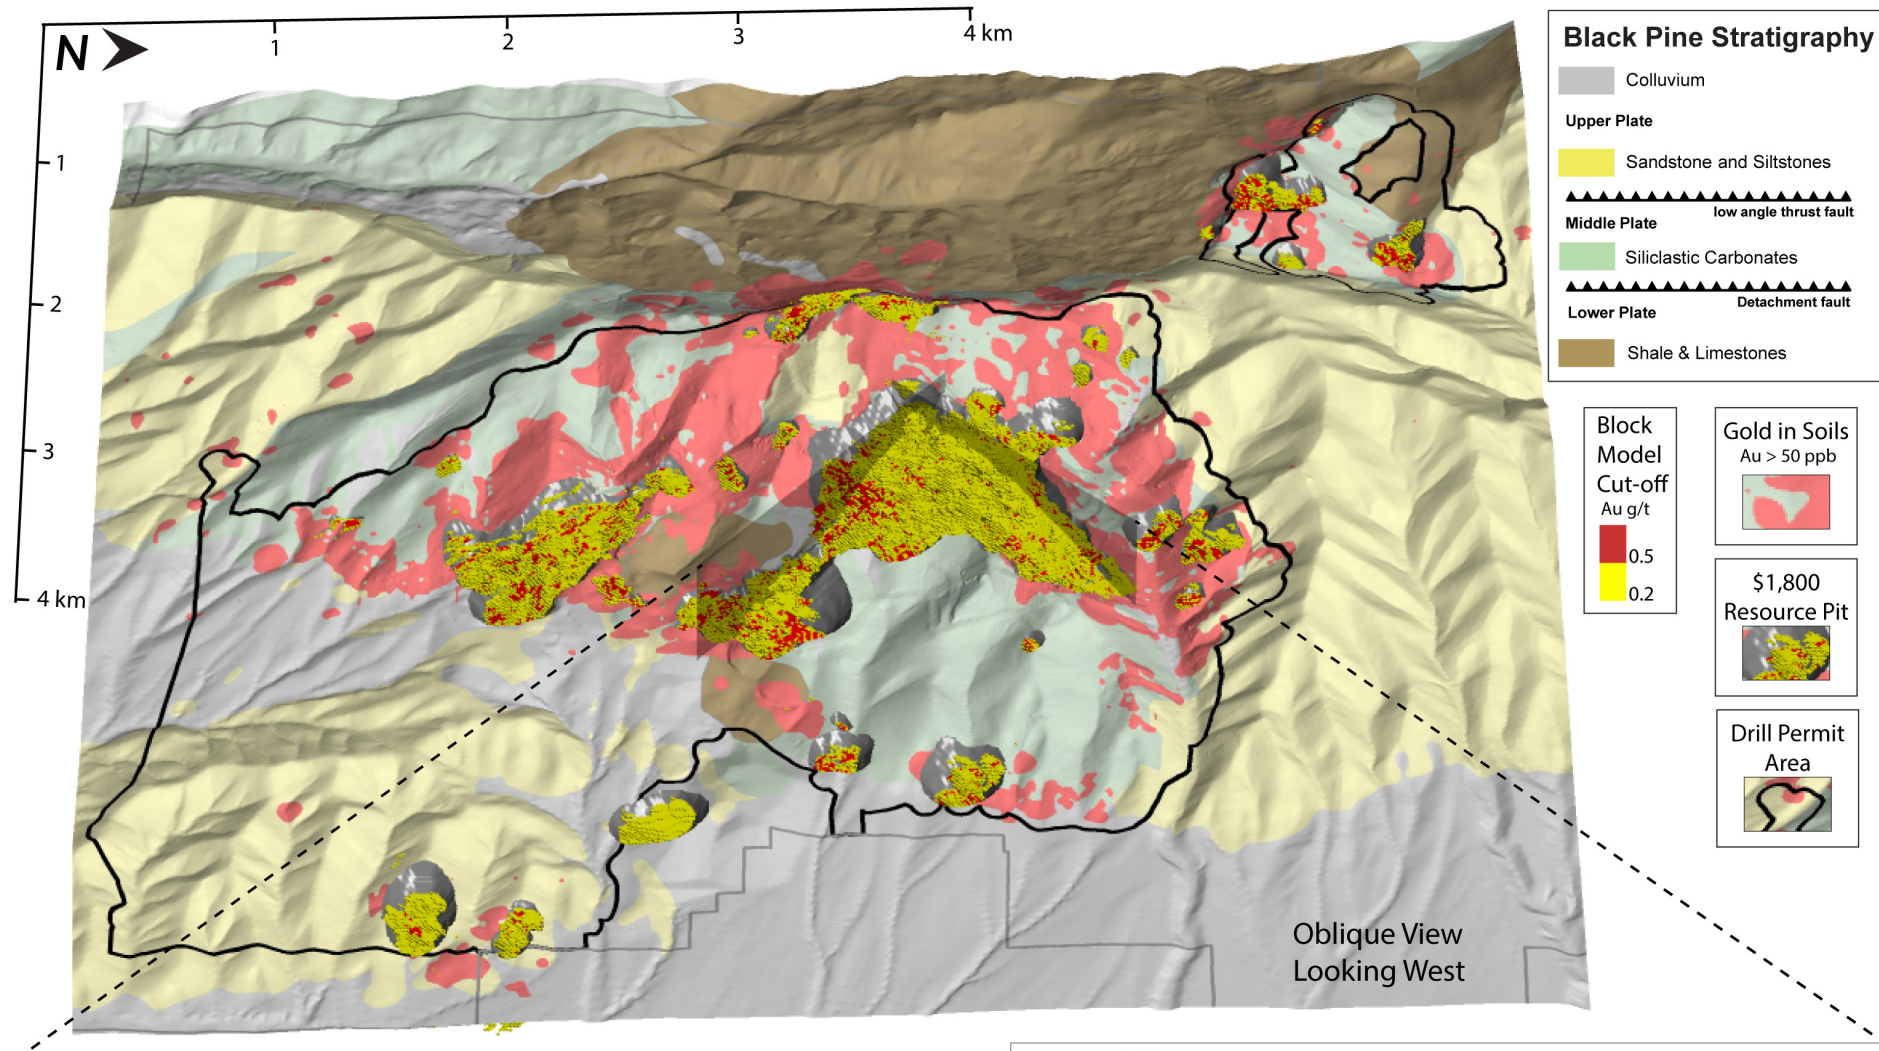 N
1
2
3
4 km
1
2
3
4 km
Oblique View
Looking West
Black Pine Stratigraphy
Colluvium
Upper Plate
Sandstone and Siltstones
low angle thrust fault
Middle Plate
Siliclastic Carbonates
Detachment fault
Lower Plate
Shale & Limestones
Block
Model
Cut-off
Au g/t
0.5
0.2
Gold in Soils
Au > 50 ppb
$1,800
Resource Pit
Drill Permit
Area